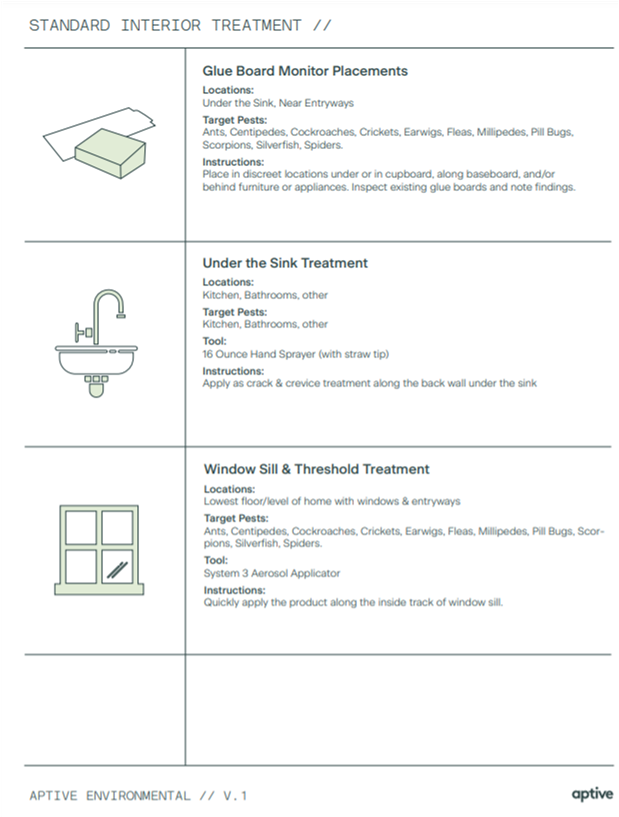 STANDARD INTERIOR TREATMENT //
Glue Board Monitor Placements
Locations:
Under the Sink, Near Entryways
Target Pests:
Ants, Centipedes, Cockroaches, Crickets, Earwigs, Fleas, Millipedes, Pill Bugs,
Scorpions, Silverfish, Spiders.
Instructions:
Place in discreet locations under or in cupboard, along baseboard, and/or
behind furniture or appliances. Inspect existing glue boards and note findings.
Under the Sink Treatment
Locations:
Kitchen, Bathrooms, other
Target Pests:
Kitchen, Bathrooms, other
Tool:
16 Ounce Hand Sprayer (with straw tip)
Instructions:
Apply as crack & crevice treatment along the back wall under the sink
Window Sill & Threshold Treatment
Locations:
Lowest floor/level of home with windows & entryways
Target Pests:
Ants, Centipedes, Cockroaches, Crickets, Earwigs, Fleas, Millipedes, Pill Bugs, Scor-
pions, Silverfish, Spiders.
Tool:
System 3 Aerosol Applicator
Instructions:
Quickly apply the product along the inside track of window sill.
APTIVE ENVIRONMENTAL // V.1
aptive